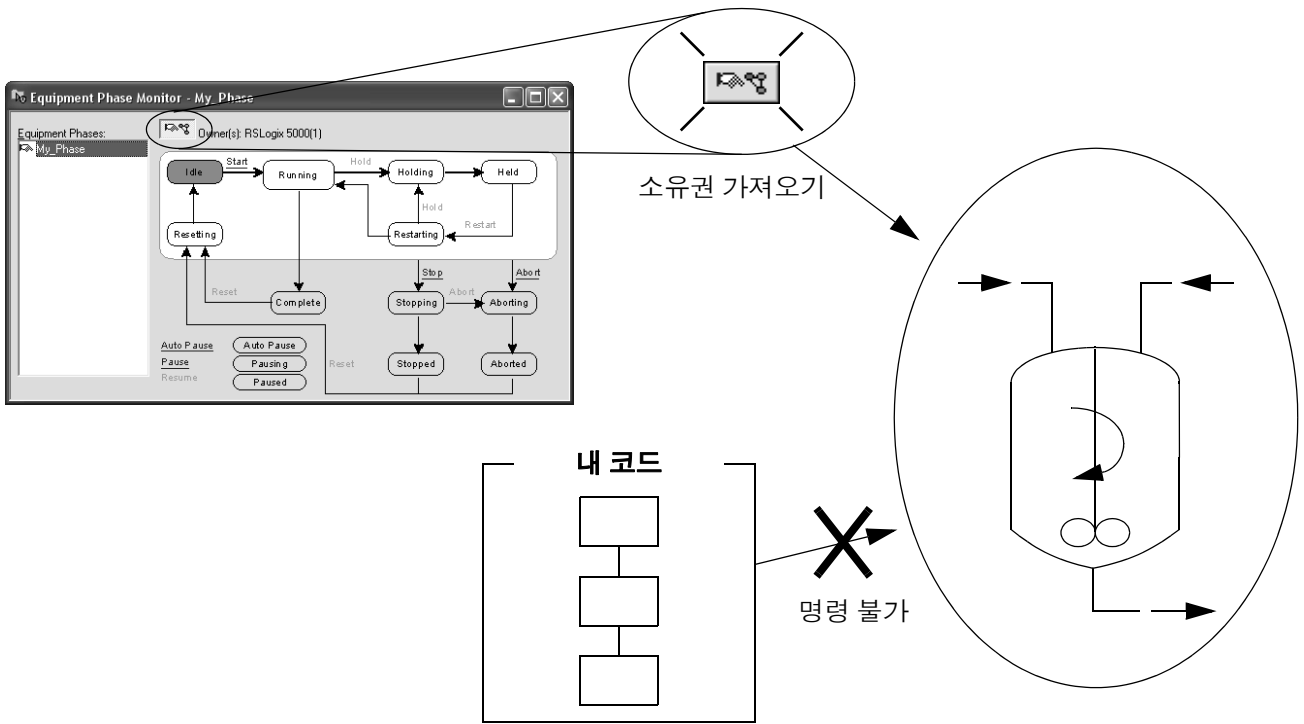 Equipment Phase Monitor - My_Phase
Equipment Phases:
Owner(s): RSLogix 5000(1)
My_Phase
Idle
Start
Running
Hold
Holding
Held
Hold
Resetting
Restarting
Restart
Stop
Abort
Reset
Complete
Stopping
Abort
Aborting
Auto Pause
Auto Pause
Pause
Pausing
Reset
Stopped
Aborted
Resume
Paused
소유권 가져오기
내 코드
명령 불가